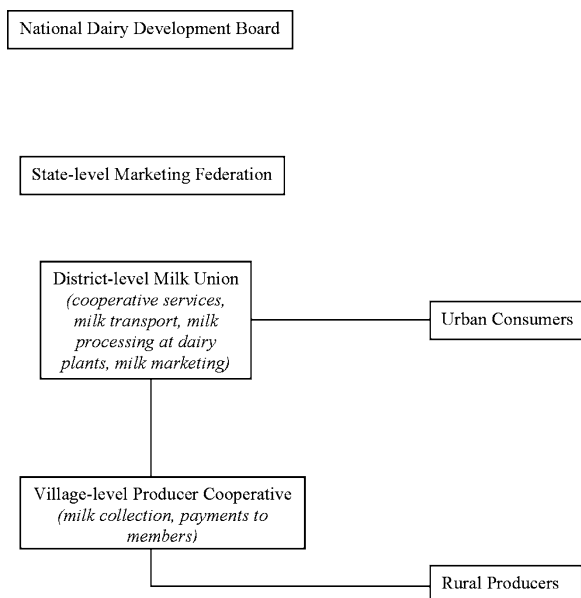 National Dairy Development Board
State-level Marketing Federation
District-level Milk Union
(cooperative services,
milk transport, milk
processing at dairy
plants, milk marketing)
Urban Consumers
Village-level Producer Cooperative
(milk collection, payments to
members)
Rural Producers